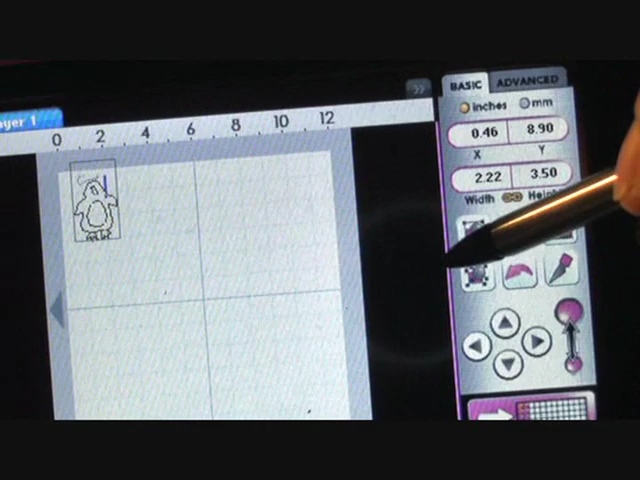 BASIC ADVANCED
inches mm
ayer 1
0 2 4 6 8 10 12
0.46 8.90
X Y
2.22 3.50
Width Heigh